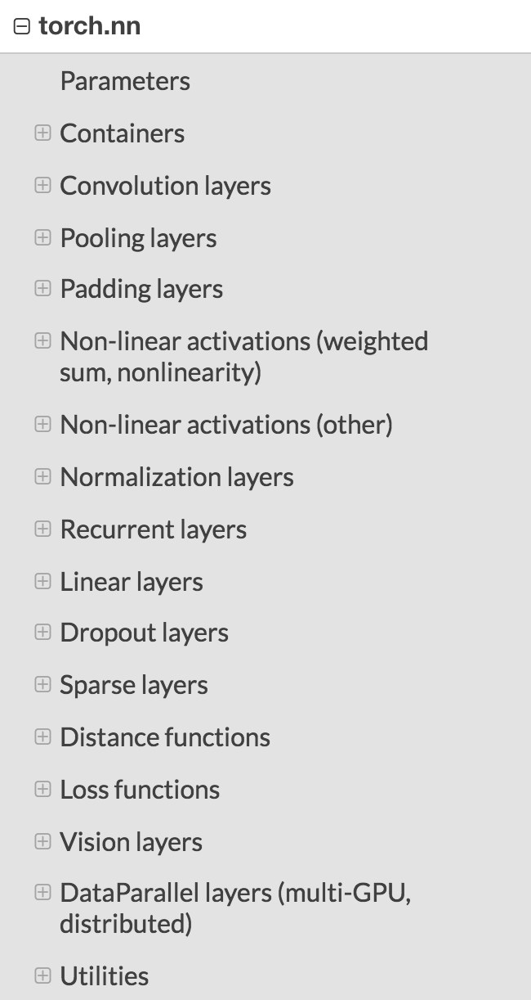 torch.nn
Parameters
Containers
Convolution layers
Pooling layers
Padding layers
Non-linear activations (weighted
sum, nonlinearity)
Non-linear activations (other)
Normalization layers
Recurrent layers
Linear layers
Dropout layers
Sparse layers
Distance functions
Loss functions
Vision layers
DataParallel layers (multi-GPU,
distributed)
Utilities